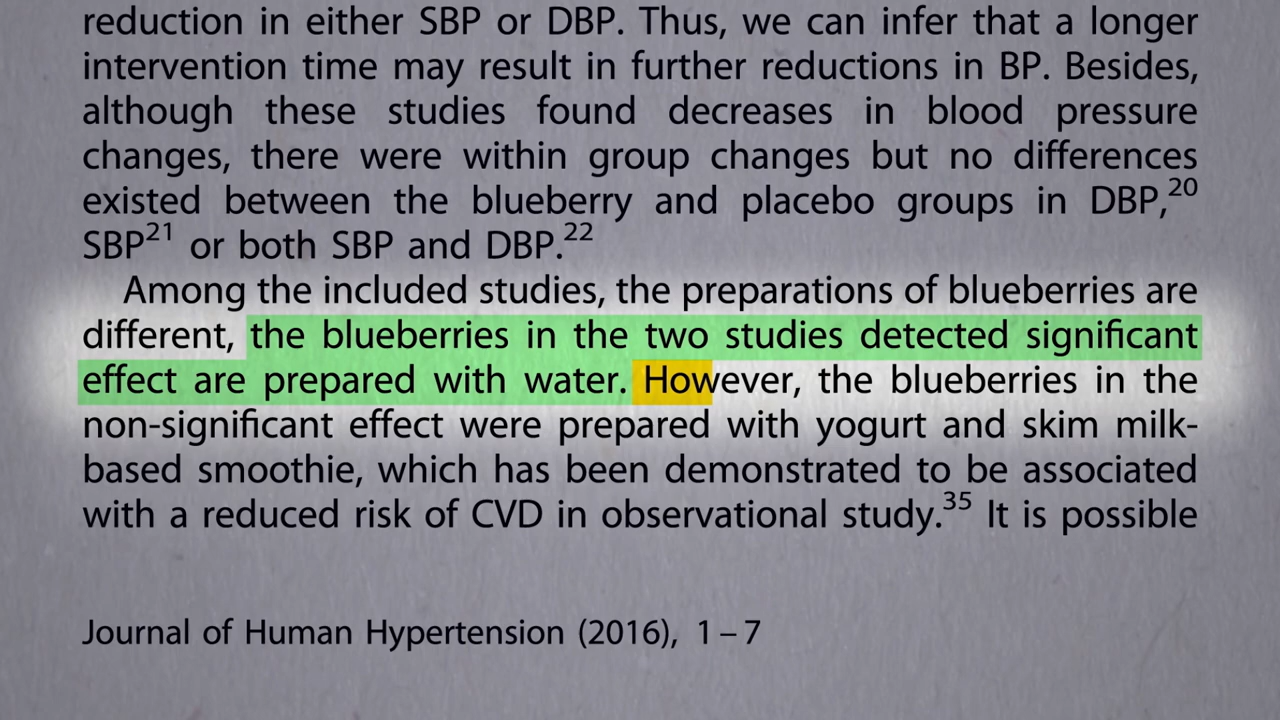 reduction in either SBP or DBP. Thus, we can infer that a longer
intervention time may result in further reductions in BP. Besides,
although these studies found decreases in blood pressure
changes, there were within group changes but no differences
existed between the blueberry and placebo groups in DBP,20
SBP21 or both SBP and DBP.22
Among the included studies, the preparations of blueberries are
different, the blueberries in the two studies detected significant
effect are prepared with water. However, the blueberries in the
non-significant effect were prepared with yogurt and skim milk-
based smoothie, which has been demonstrated to be associated
with a reduced risk of CVD in observational study.35 It is possible
Journal of Human Hypertension (2016), 1 – 7